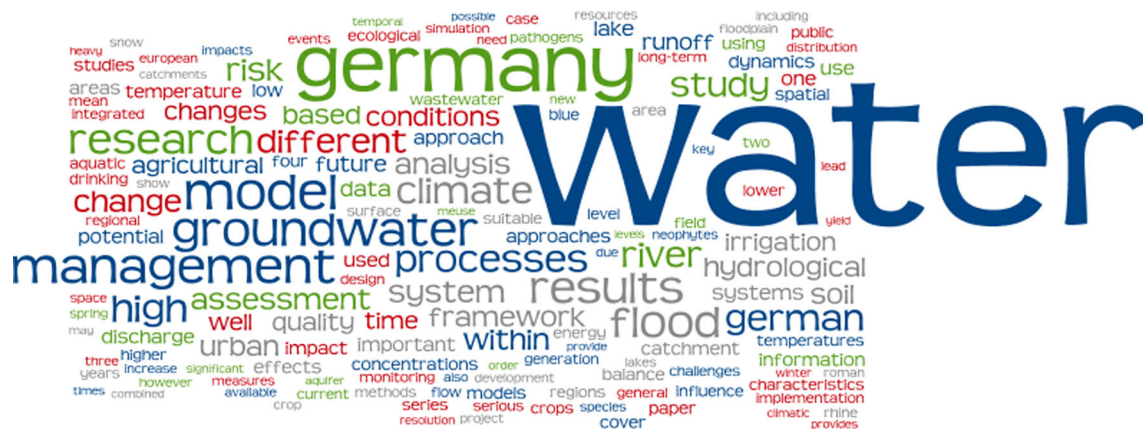 temporal possible case resources including
heavy snow events ecological simulation need pathogens lake floodplain public
studies european impacts germany runoff using distribution
catchments risk long-term dynamics one use
areas temperature low study spatial
mean wastewater new area
integrated changes based conditions blue water
research different approach key two
aquatic agricultural four future analysis lead
drinking show model data climate lower
change surface meuse suitable level yield
regional groundwater field
potential approaches levels neophytes irrigation
management used processes due river hydrological
design
space high assessment system results systems soil
spring well quality time framework flood german
may discharge urban impact important within energy temperatures
three higher provide catchment information
years increase significant effects concentrations order generation lakes balance challenges winter roman
however aquifer measures monitoring also development characteristics
times combined available current methods flow models regions general influence implementation
crop series serious crops species paper climatic rhine
resolution project cover provides